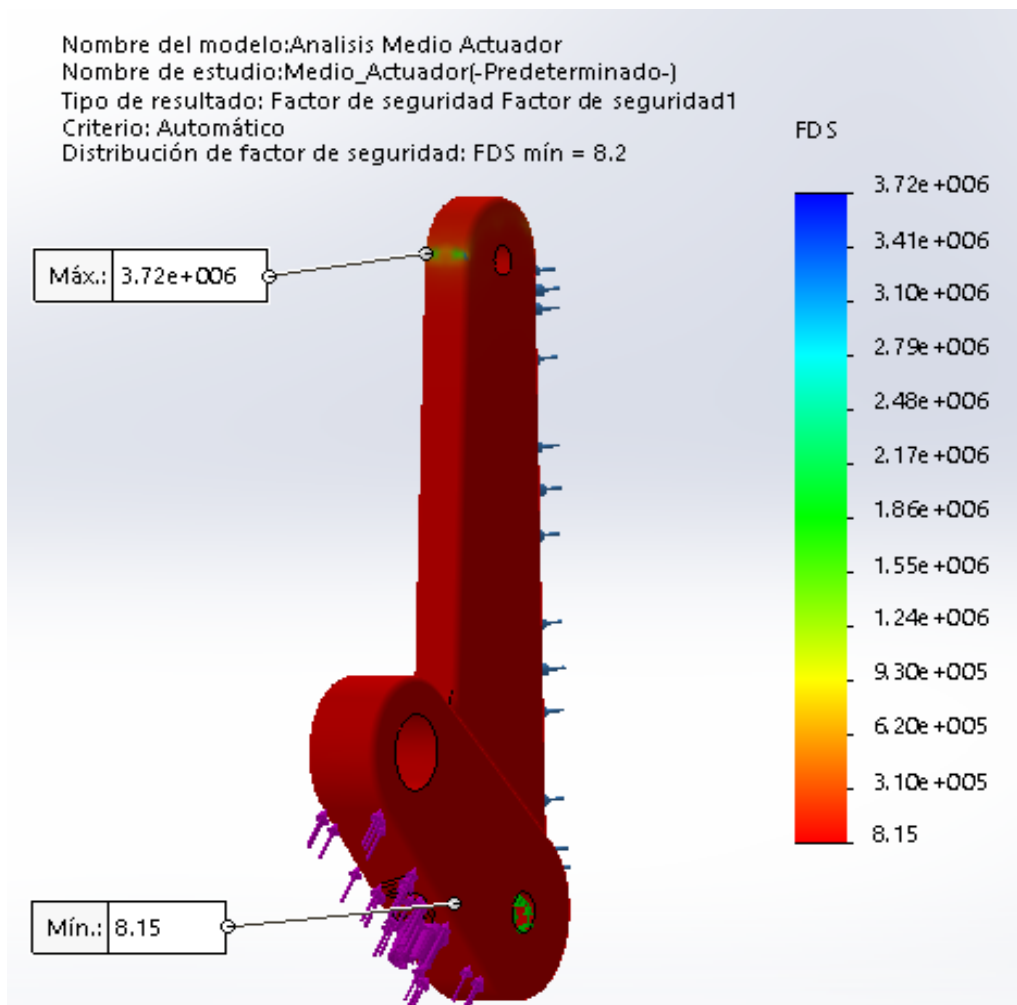 Nombre del modelo:Analisis Medio Actuador
Nombre de estudio:Medio_Actuador(-Predeterminado-)
Tipo de resultado: Factor de seguridad Factor de seguridad1
Criterio: Automático
Distribución de factor de seguridad: FDS mín = 8.2
FDS
3.72e+006
3.41e+006
3.10e+006
2.79e+006
2.48e+006
2.17e+006
1.86e+006
1.55e+006
1.24e+006
9.30e+005
6.20e+005
3.10e+005
8.15
Máx.: 3.72e+006
Mín.: 8.15